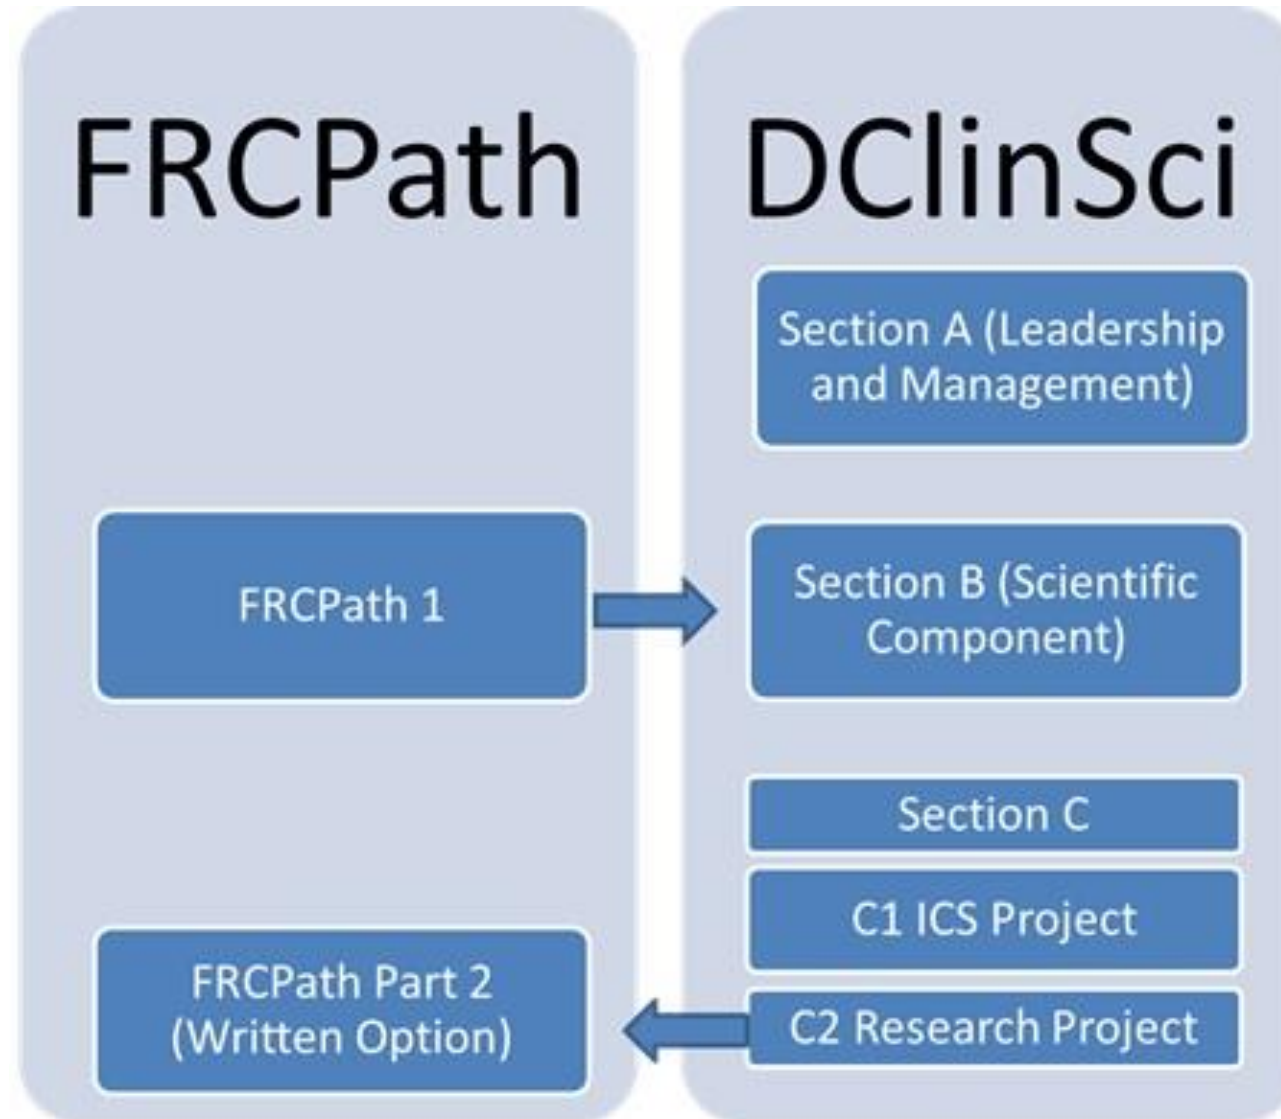 FRCPath
FRCPath 1
FRCPath Part 2
(Written Option)
DClinSci
Section A (Leadership
and Management)
Section B (Scientific
Component)
Section C
C1 ICS Project
C2 Research Project